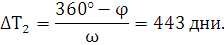 ΔT₂ = (360° − φ)/ω = 443 дни.